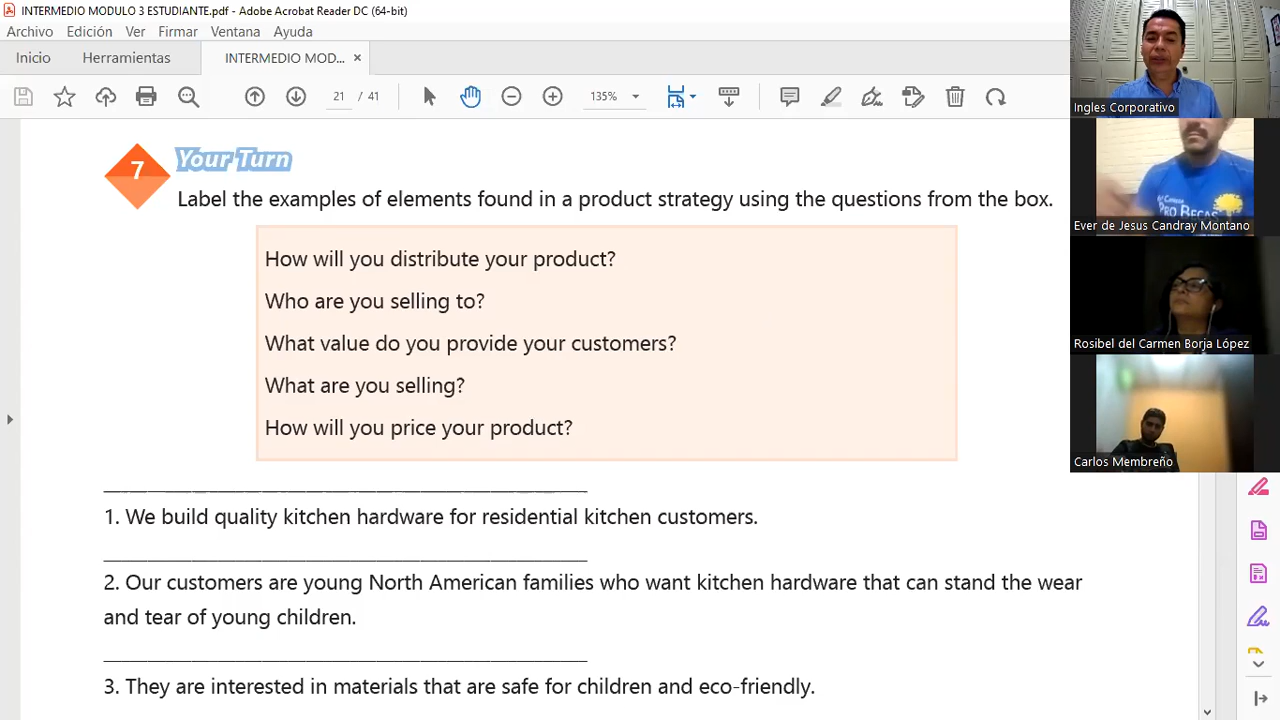 INTERMEDIO MODULO 3 ESTUDIANTE.pdf - Adobe Acrobat Reader DC (64-bit)
Archivo Edición Ver Firmar Ventana Ayuda
Inicio Herramientas INTERMEDIO MOD... ×
21 / 41 135%
7 Your Turn
Label the examples of elements found in a product strategy using the questions from the box.
How will you distribute your product?
Who are you selling to?
What value do you provide your customers?
What are you selling?
How will you price your product?
1. We build quality kitchen hardware for residential kitchen customers.
2. Our customers are young North American families who want kitchen hardware that can stand the wear
and tear of young children.
3. They are interested in materials that are safe for children and eco-friendly.
Ingles Corporativo
PRO BECAS
Ever de Jesus Candray Montano
Rosibel del Carmen Borja López
Carlos Membreño